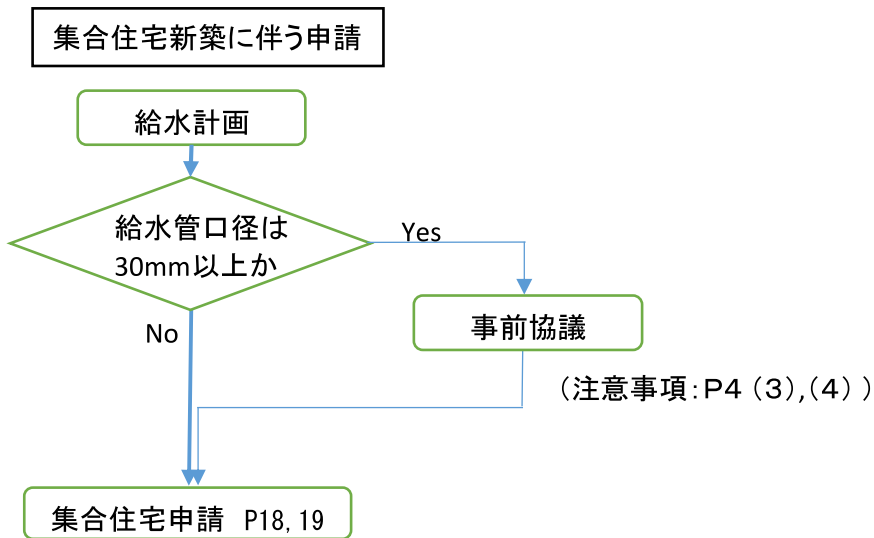 集合住宅新築に伴う申請
給水計画
給水管口径は
30mm以上か
Yes
No
事前協議
（注意事項：Ｐ４（３）,（４））
集合住宅申請 P18, 19